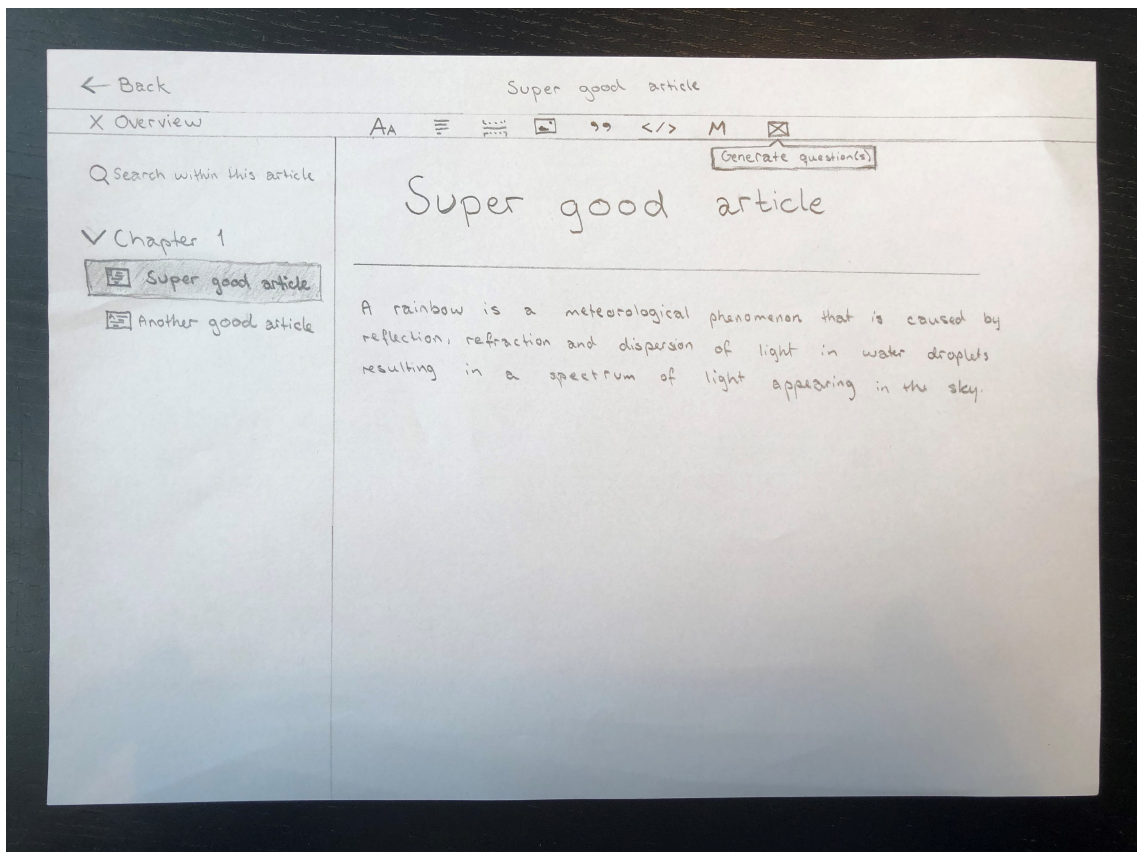 ← Back
Super good article
X Overview
AA ,, </> M
Generate question(s)
Search within this article
Super good article
Chapter 1
Super good article
Another good article
A rainbow is a meteorological phenomenon that is caused by
reflection, refraction and dispersion of light in water droplets
resulting in a spectrum of light appearing in the sky.